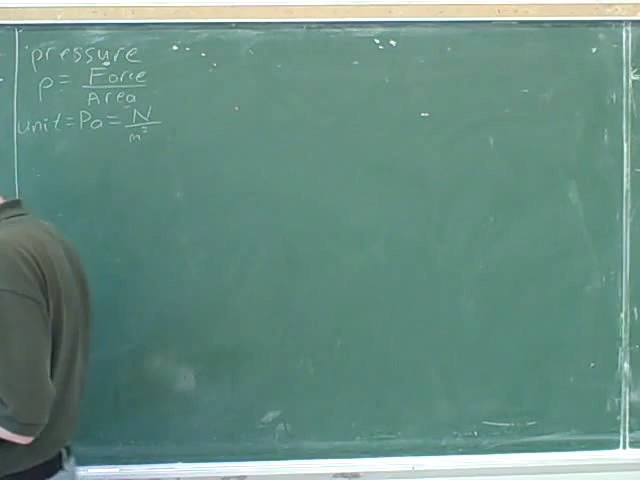 pressure
p = Force / Area
unit = Pa = N / m²